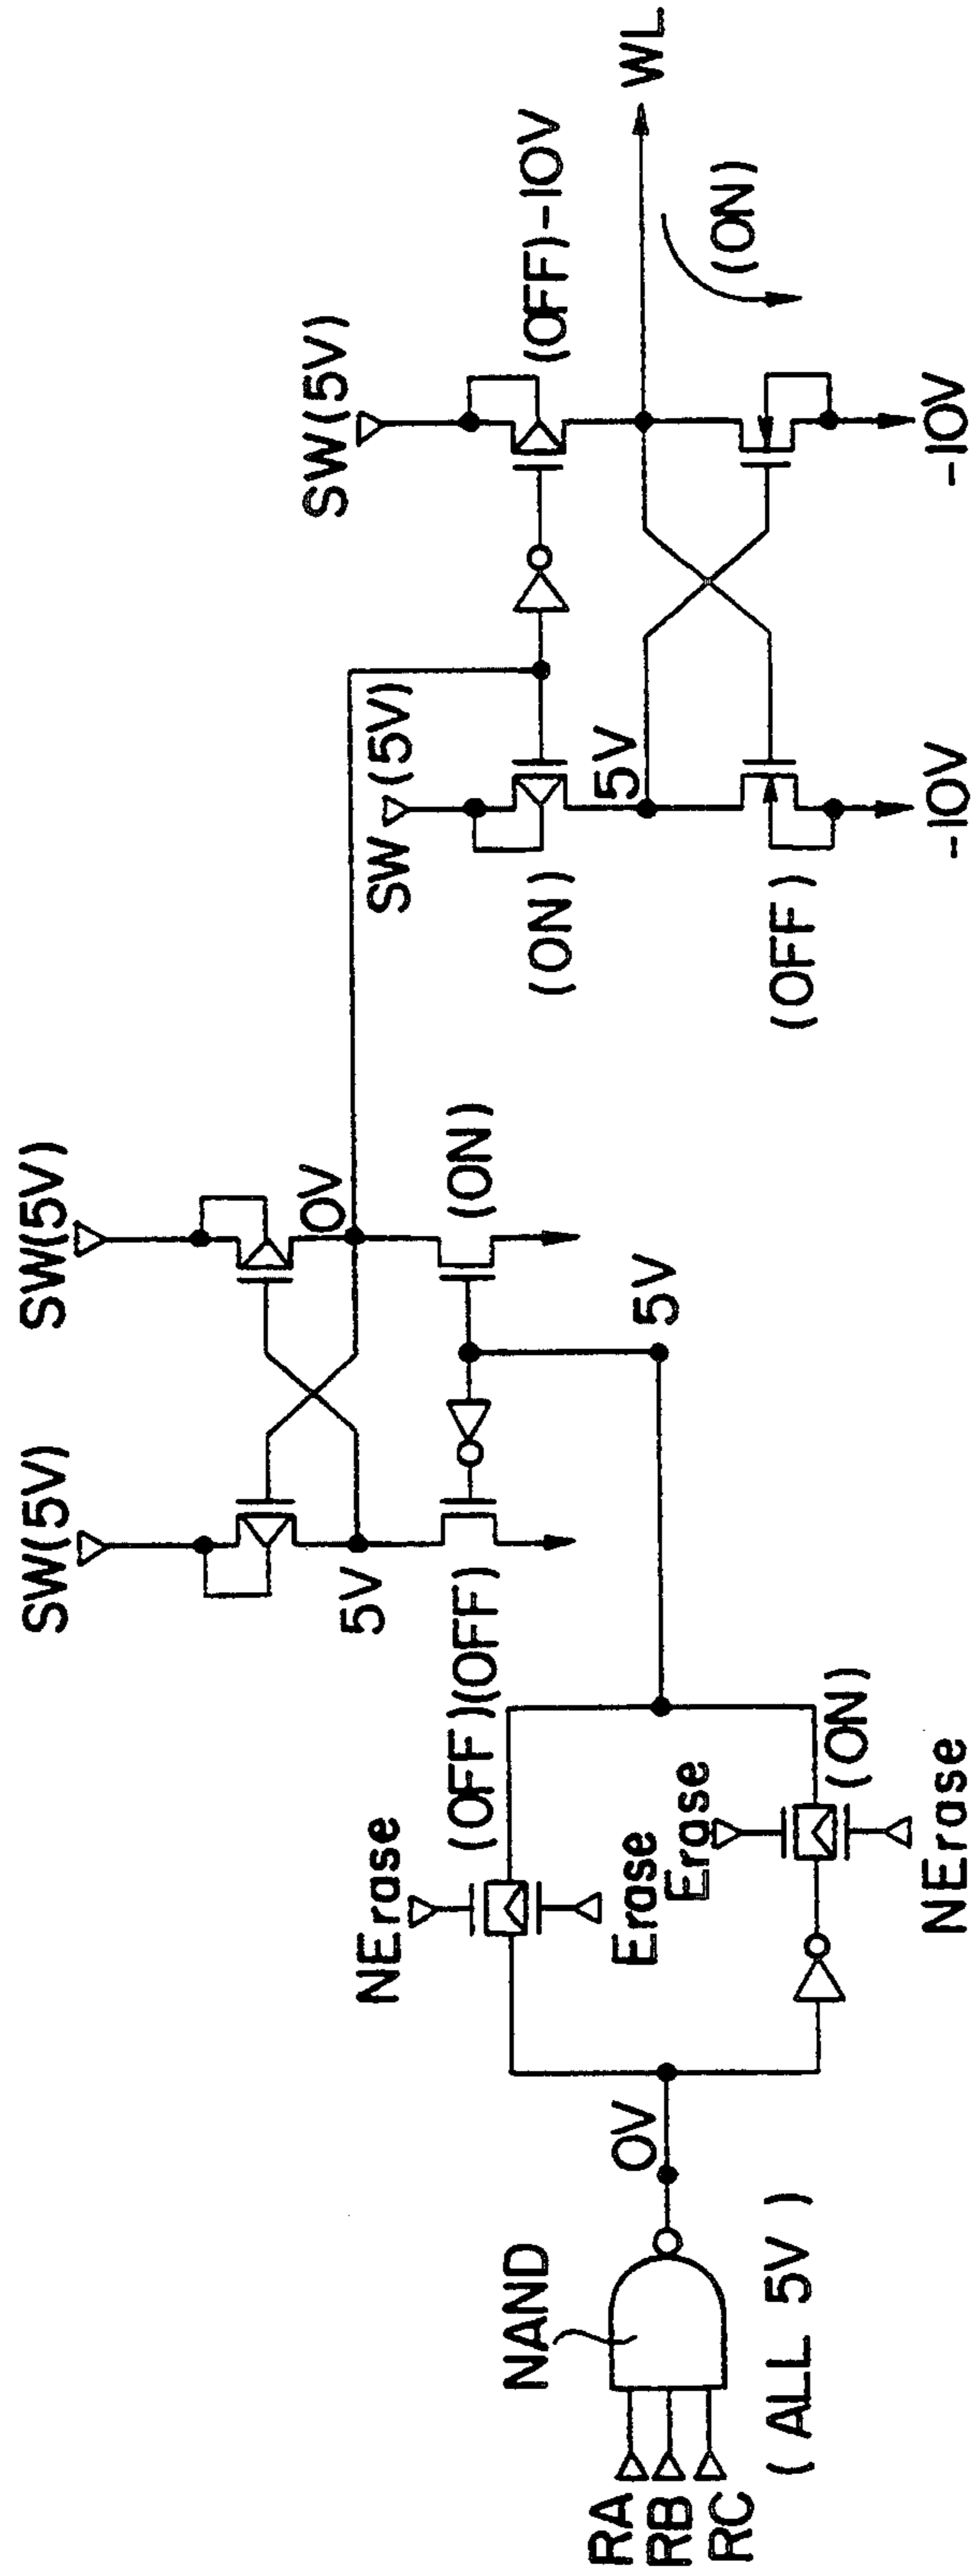 RA
RB
RC
( ALL 5V )
NAND
0V
NErase
Erase
(OFF)(OFF)
Erase
NErase
(ON)
5V
SW(5V)
SW(5V)
5V
0V
(ON)
SW (5V)
(ON)
5V
(OFF)
-10V
SW(5V)
(OFF)-10V
-10V
(ON)
WL